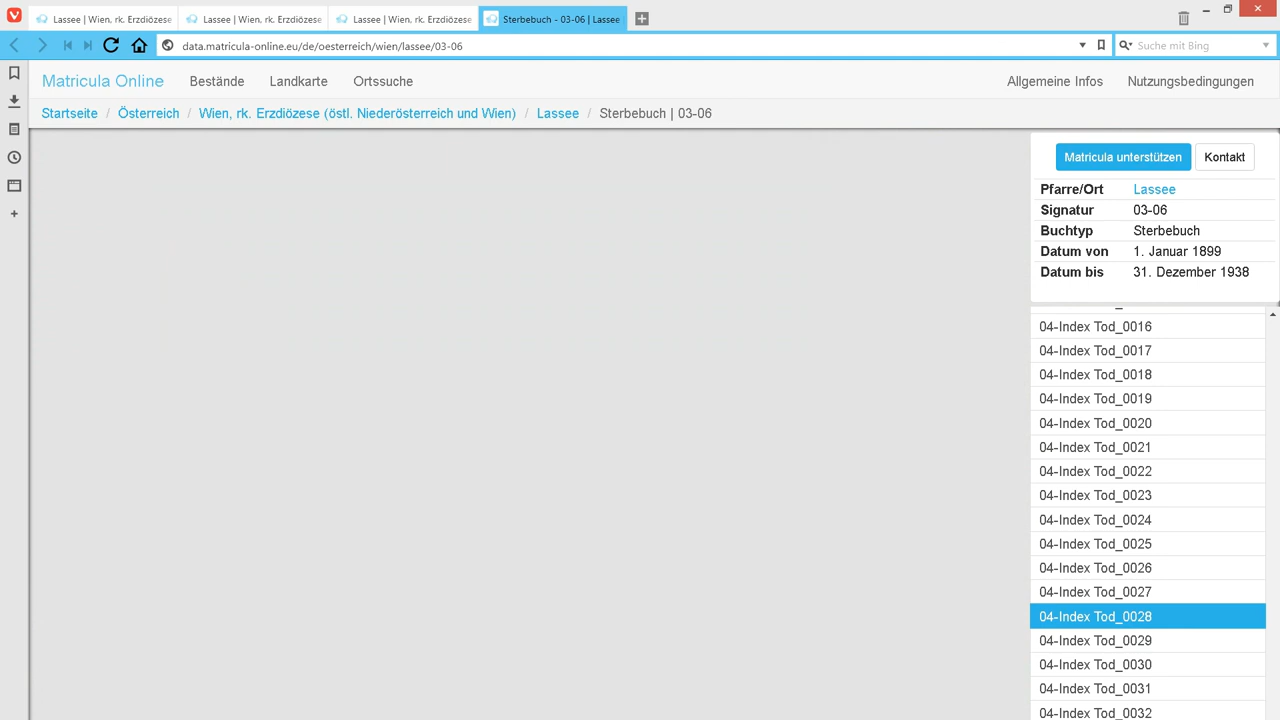 Lassee | Wien, rk. Erzdiözese
Lassee | Wien, rk. Erzdiözese
Lassee | Wien, rk. Erzdiözese
Sterbebuch - 03-06 | Lassee
data.matricula-online.eu/de/oesterreich/wien/lassee/03-06
Suche mit Bing
Matricula Online
Bestände
Landkarte
Ortssuche
Allgemeine Infos
Nutzungsbedingungen
Startseite / Österreich / Wien, rk. Erzdiözese (östl. Niederösterreich und Wien) / Lassee / Sterbebuch | 03-06
Matricula unterstützen
Kontakt
Pfarre/Ort Lassee
Signatur 03-06
Buchtyp Sterbebuch
Datum von 1. Januar 1899
Datum bis 31. Dezember 1938
04-Index Tod_0016
04-Index Tod_0017
04-Index Tod_0018
04-Index Tod_0019
04-Index Tod_0020
04-Index Tod_0021
04-Index Tod_0022
04-Index Tod_0023
04-Index Tod_0024
04-Index Tod_0025
04-Index Tod_0026
04-Index Tod_0027
04-Index Tod_0028
04-Index Tod_0029
04-Index Tod_0030
04-Index Tod_0031
04-Index Tod_0032